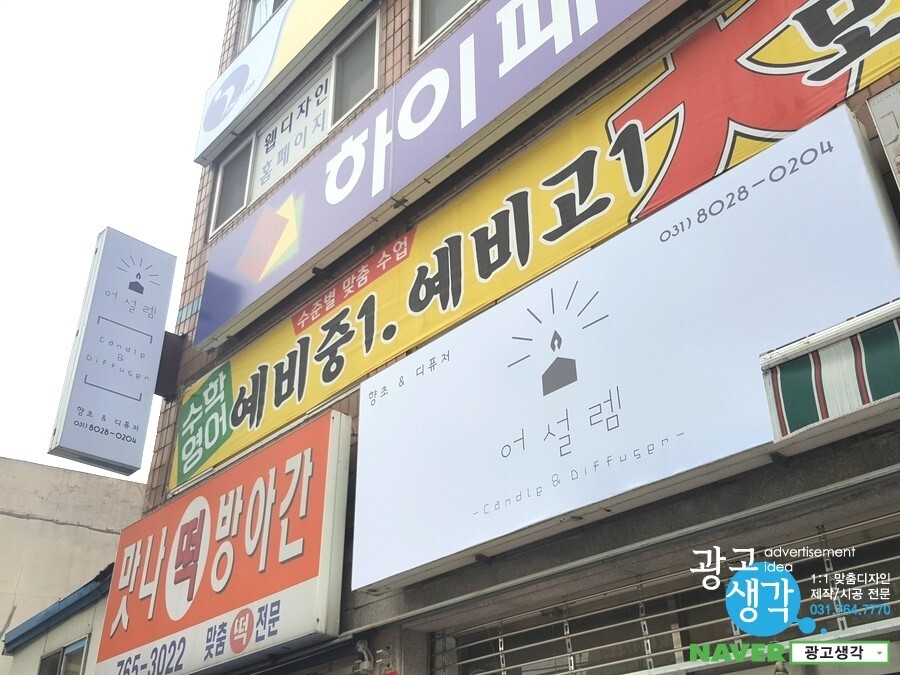 웹디자인
홈페이지
하이페
수준별 맞춤 수업
수학
영어
예비중1. 예비고1
031) 8028-0204
향초 & 디퓨저
어설렘
-Candle & Diffuser-
어설렘
Candle
&
Diffuser
향초 & 디퓨저
031) 8028-0204
맛나떡방아간
765-3022 맞춤떡전문
광고
생각
advertisement
idea
1:1 맞춤디자인
제작/시공 전문
031.764.7770
NAVER 광고생각